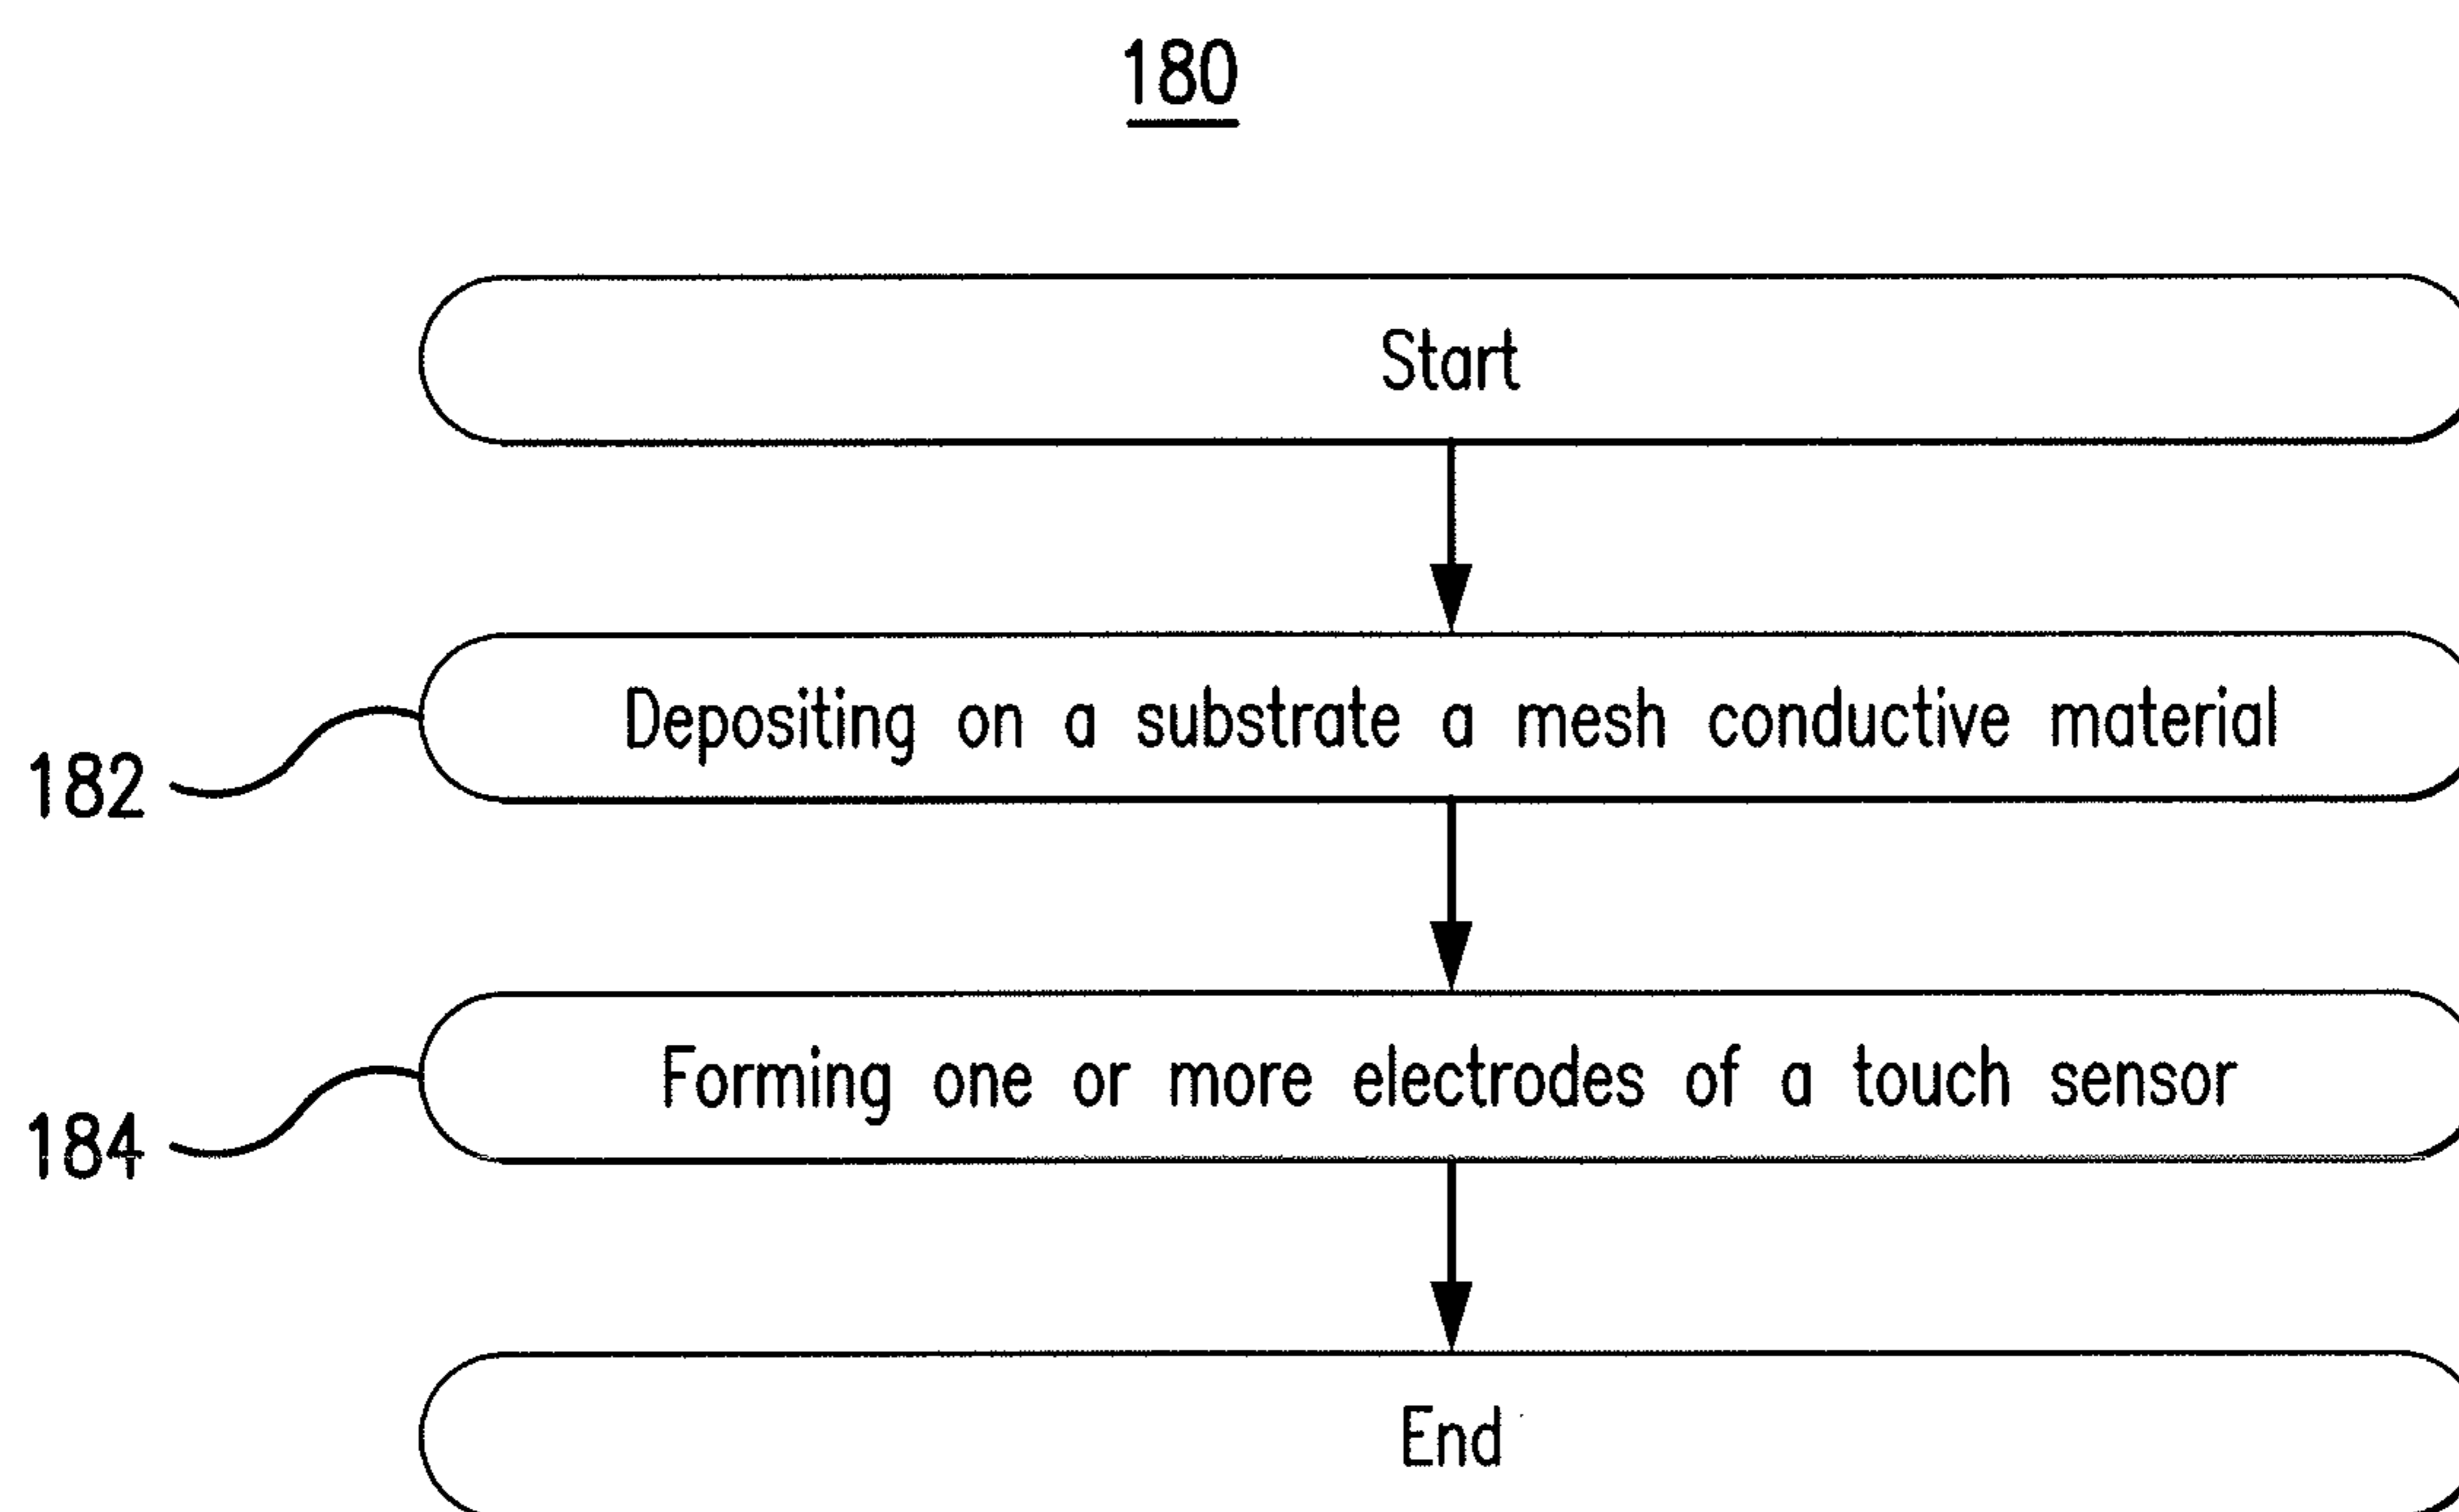 180
Start
182 Depositing on a substrate a mesh conductive material
184 Forming one or more electrodes of a touch sensor
End